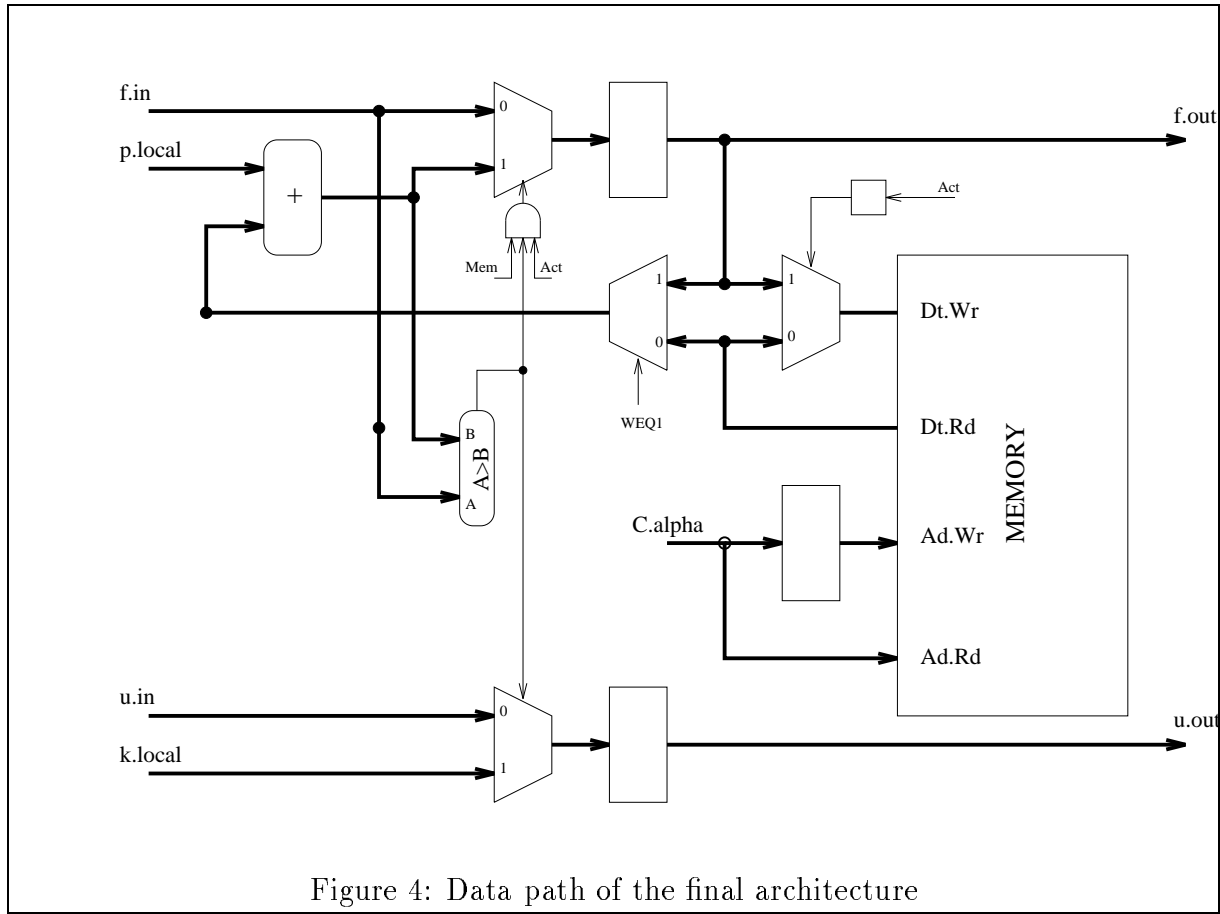 f.in
0
f.out
p.local
1
+
Act
Mem
Act
1
1
Dt.Wr
0
0
WEQ1
Dt.Rd
B
A>B
A
MEMORY
C.alpha
Ad.Wr
Ad.Rd
u.in
0
u.out
k.local
1
Figure 4: Data path of the final architecture